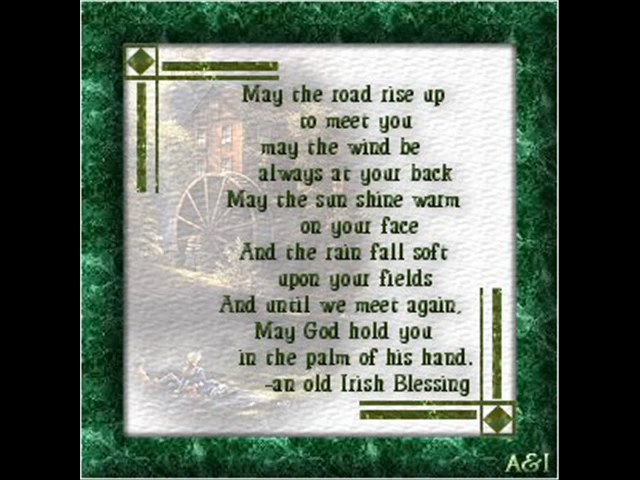 May the road rise up
to meet you
may the wind be
always at your back
May the sun shine warm
on your face
And the rain fall soft
upon your fields
And until we meet again,
May God hold you
in the palm of his hand.
-an old Irish Blessing
A&I